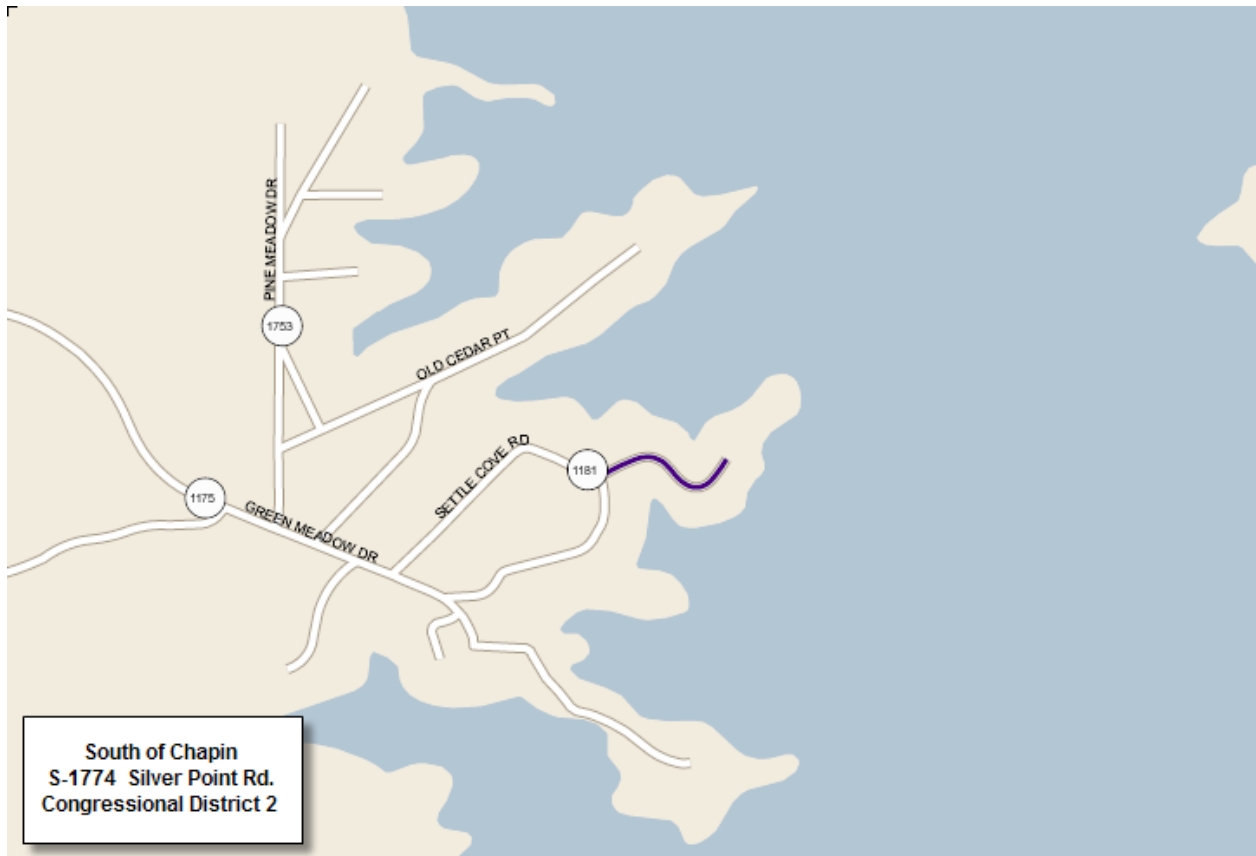 PINE MEADOW DR
1753
OLD CEDAR PT
SETTLE COVE RD
1181
1175
GREEN MEADOW DR
South of Chapin
S-1774 Silver Point Rd.
Congressional District 2